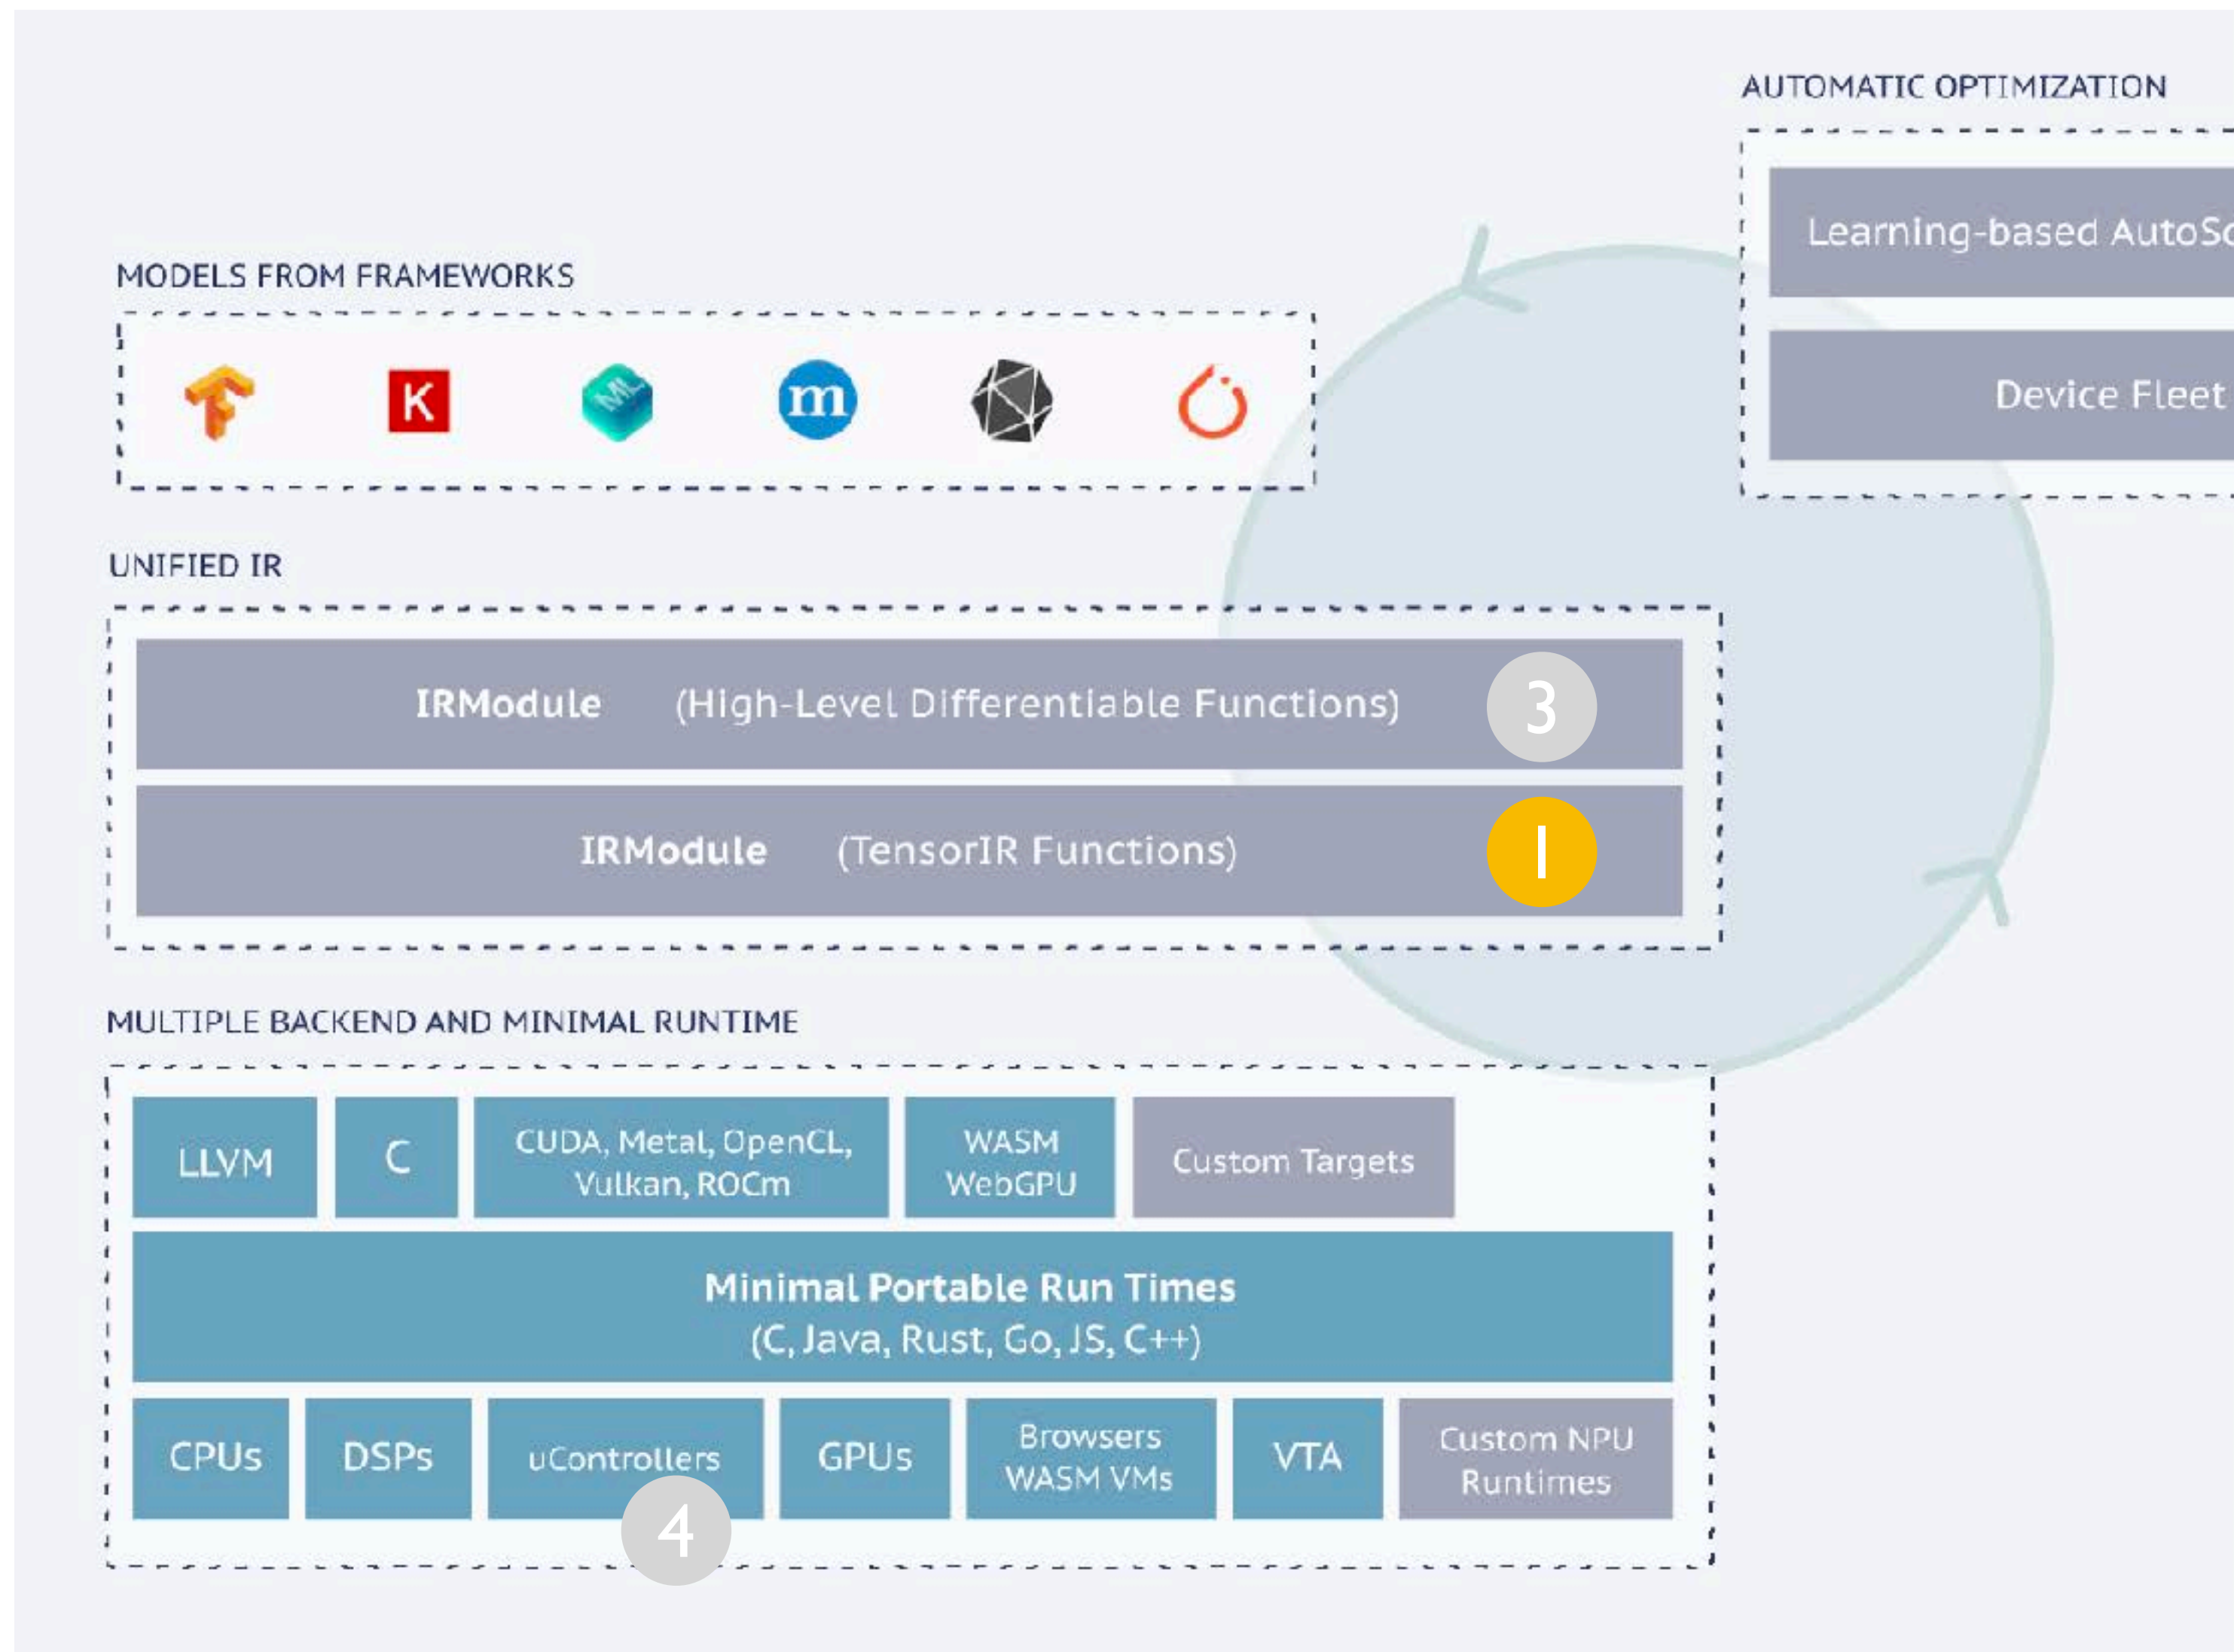 AUTOMATIC OPTIMIZATION
Learning-based AutoSc
Device Fleet
MODELS FROM FRAMEWORKS
K
ML
m
UNIFIED IR
IRModule (High-Level Differentiable Functions) 3
IRModule (TensorIR Functions) 1
MULTIPLE BACKEND AND MINIMAL RUNTIME
LLVM
C
CUDA, Metal, OpenCL,
Vulkan, ROCm
WASM
WebGPU
Custom Targets
Minimal Portable Run Times
(C, Java, Rust, Go, JS, C++)
CPUs
DSPs
uControllers
GPUs
Browsers
WASM VMs
VTA
Custom NPU
Runtimes
4